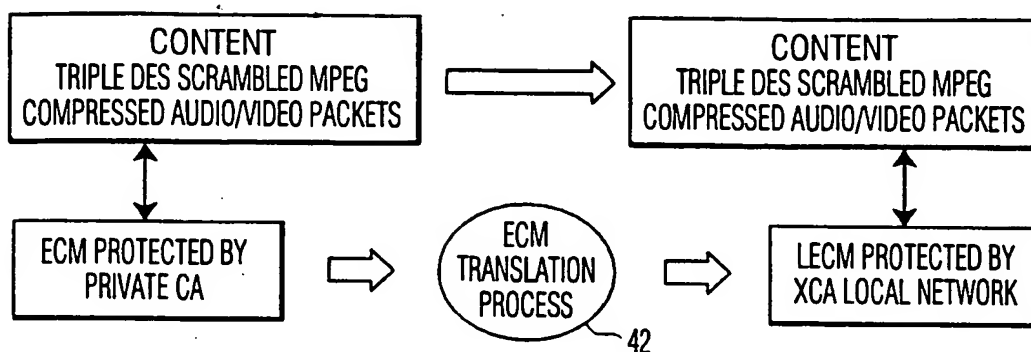 CONTENT
TRIPLE DES SCRAMBLED MPEG
COMPRESSED AUDIO/VIDEO PACKETS
CONTENT
TRIPLE DES SCRAMBLED MPEG
COMPRESSED AUDIO/VIDEO PACKETS
ECM PROTECTED BY
PRIVATE CA
ECM
TRANSLATION
PROCESS
42
LECM PROTECTED BY
XCA LOCAL NETWORK